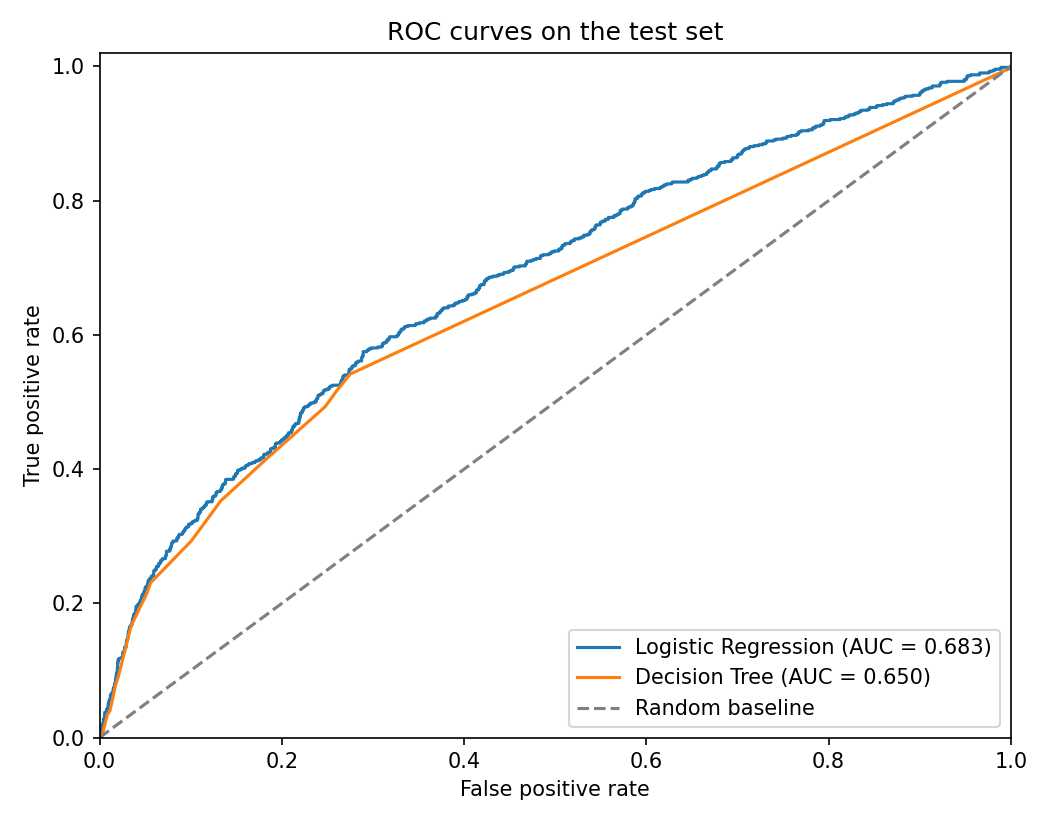 ROC curves on the test set
1.0
0.8
0.6
0.4
0.2
0.0
True positive rate
0.0 0.2 0.4 0.6 0.8 1.0
False positive rate
Logistic Regression (AUC = 0.683)
Decision Tree (AUC = 0.650)
Random baseline